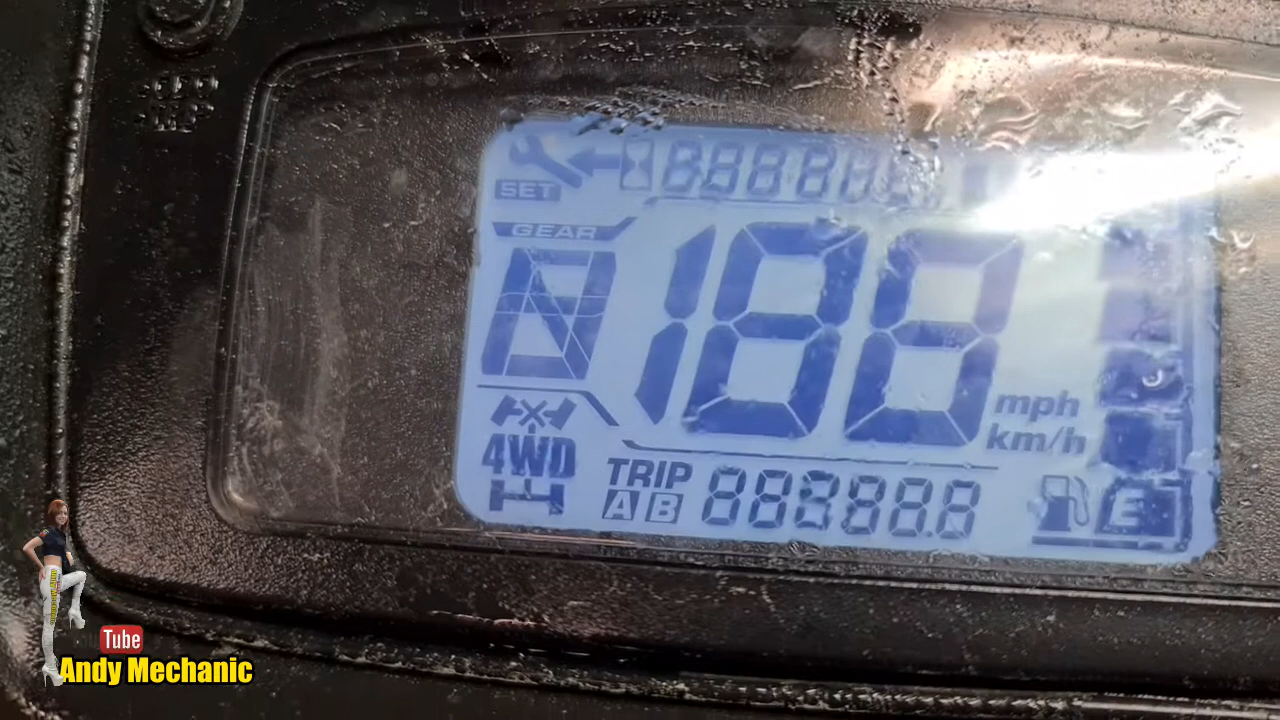 SET
888888
GEAR
188
mph
km/h
4WD
TRIP
A B
88888.8
E
Tube
Andy Mechanic